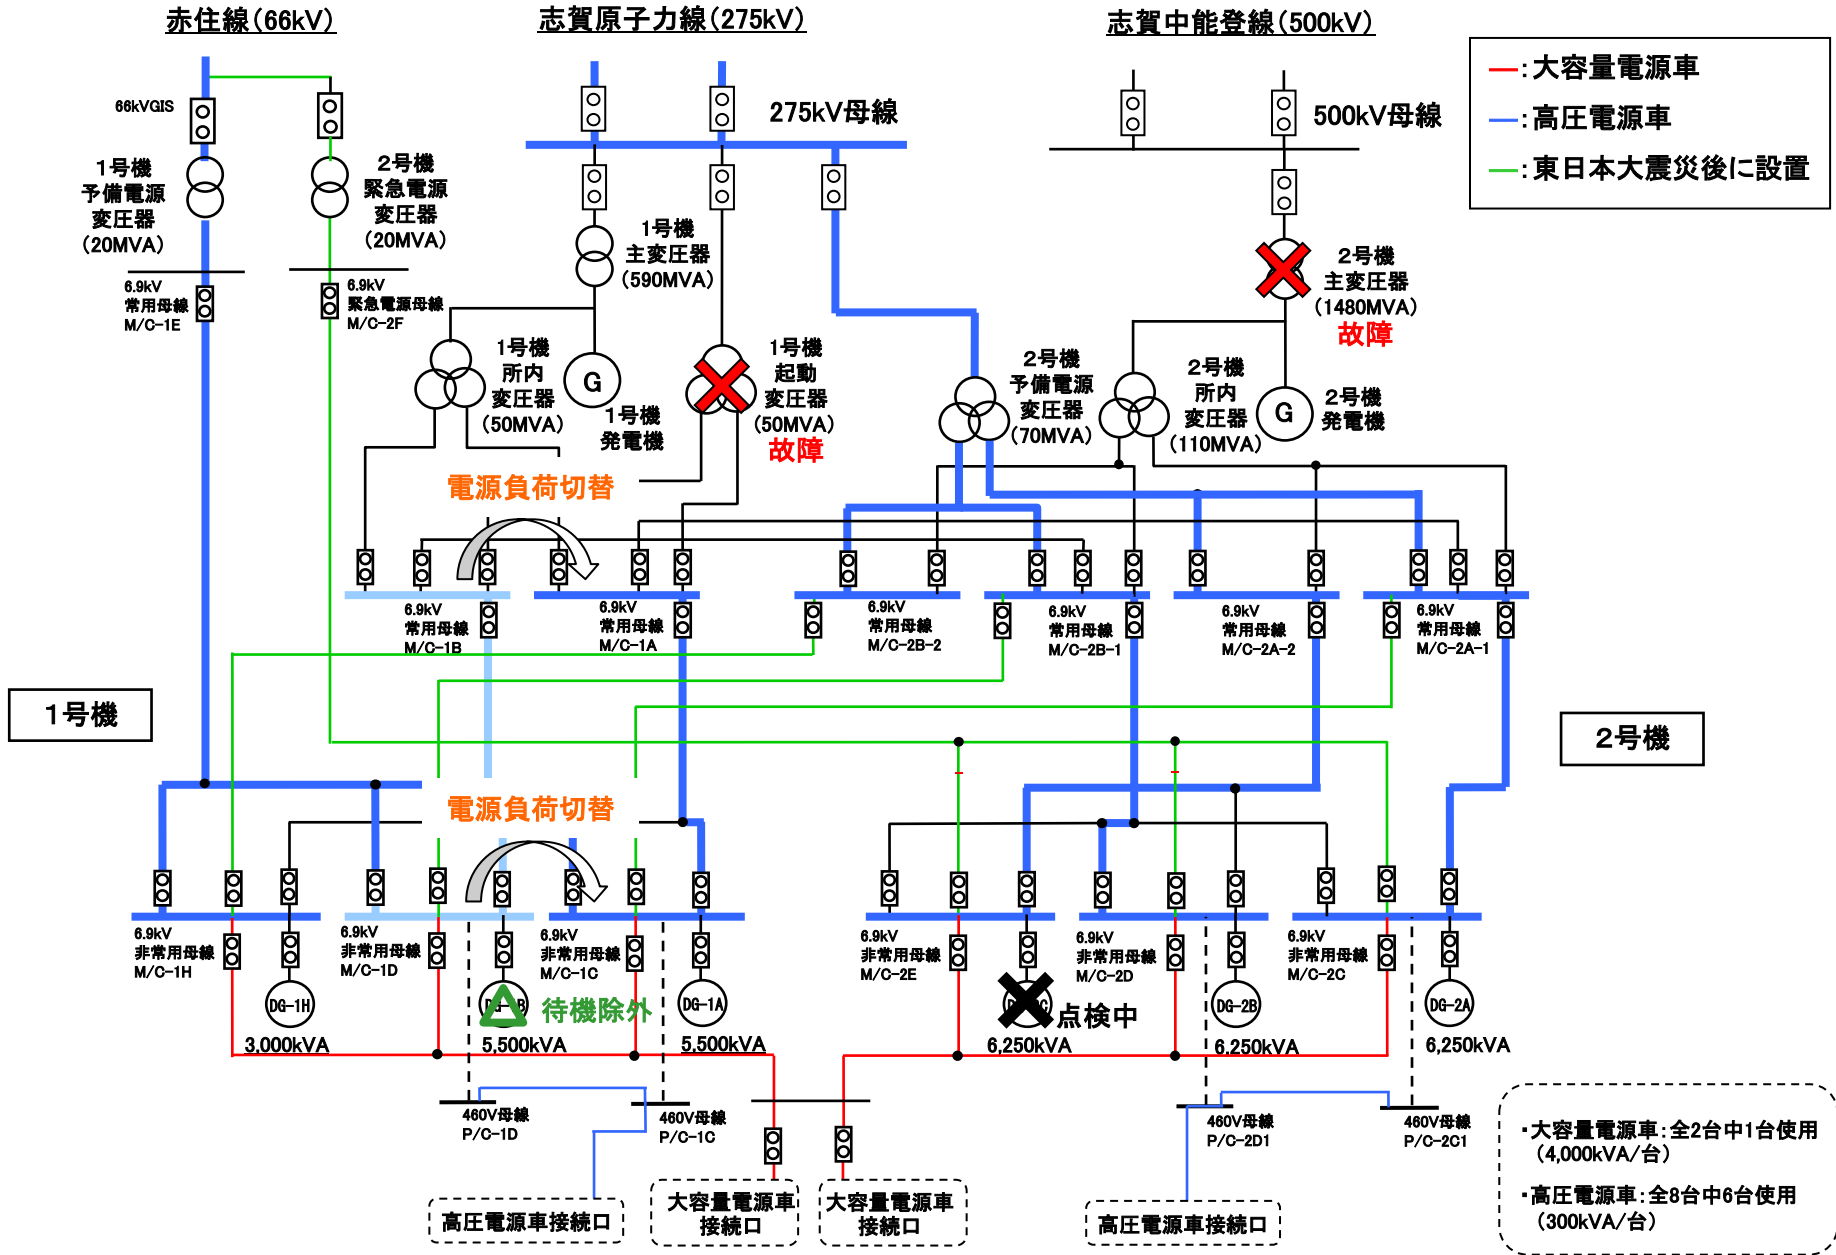 赤住線(66kV)
志賀原子力線(275kV)
志賀中能登線(500kV)
:大容量電源車
:高圧電源車
:東日本大震災後に設置
66kVGIS
275kV母線
500kV母線
1号機
予備電源
変圧器
(20MVA)
2号機
緊急電源
変圧器
(20MVA)
1号機
主変圧器
(590MVA)
2号機
主変圧器
(1480MVA)
故障
6.9kV
常用母線
M/C-1E
6.9kV
緊急電源母線
M/C-2F
1号機
所内
変圧器
(50MVA)
G
1号機
発電機
1号機
起動
変圧器
(50MVA)
故障
2号機
予備電源
変圧器
(70MVA)
2号機
所内
変圧器
(110MVA)
G
2号機
発電機
電源負荷切替
6.9kV
常用母線
M/C-1B
6.9kV
常用母線
M/C-1A
6.9kV
常用母線
M/C-2B-2
6.9kV
常用母線
M/C-2B-1
6.9kV
常用母線
M/C-2A-2
6.9kV
常用母線
M/C-2A-1
1号機
2号機
電源負荷切替
6.9kV
非常用母線
M/C-1H
6.9kV
非常用母線
M/C-1D
6.9kV
非常用母線
M/C-1C
6.9kV
非常用母線
M/C-2E
6.9kV
非常用母線
M/C-2D
6.9kV
非常用母線
M/C-2C
DG-1H
3,000kVA
待機除外
5,500kVA
DG-1A
5,500kVA
点検中
6,250kVA
DG-2B
6,250kVA
DG-2A
6,250kVA
460V母線
P/C-1D
460V母線
P/C-1C
460V母線
P/C-2D1
460V母線
P/C-2C1
高圧電源車接続口
大容量電源車
接続口
大容量電源車
接続口
高圧電源車接続口
・大容量電源車:全2台中1台使用
(4,000kVA/台)
・高圧電源車:全8台中6台使用
(300kVA/台)